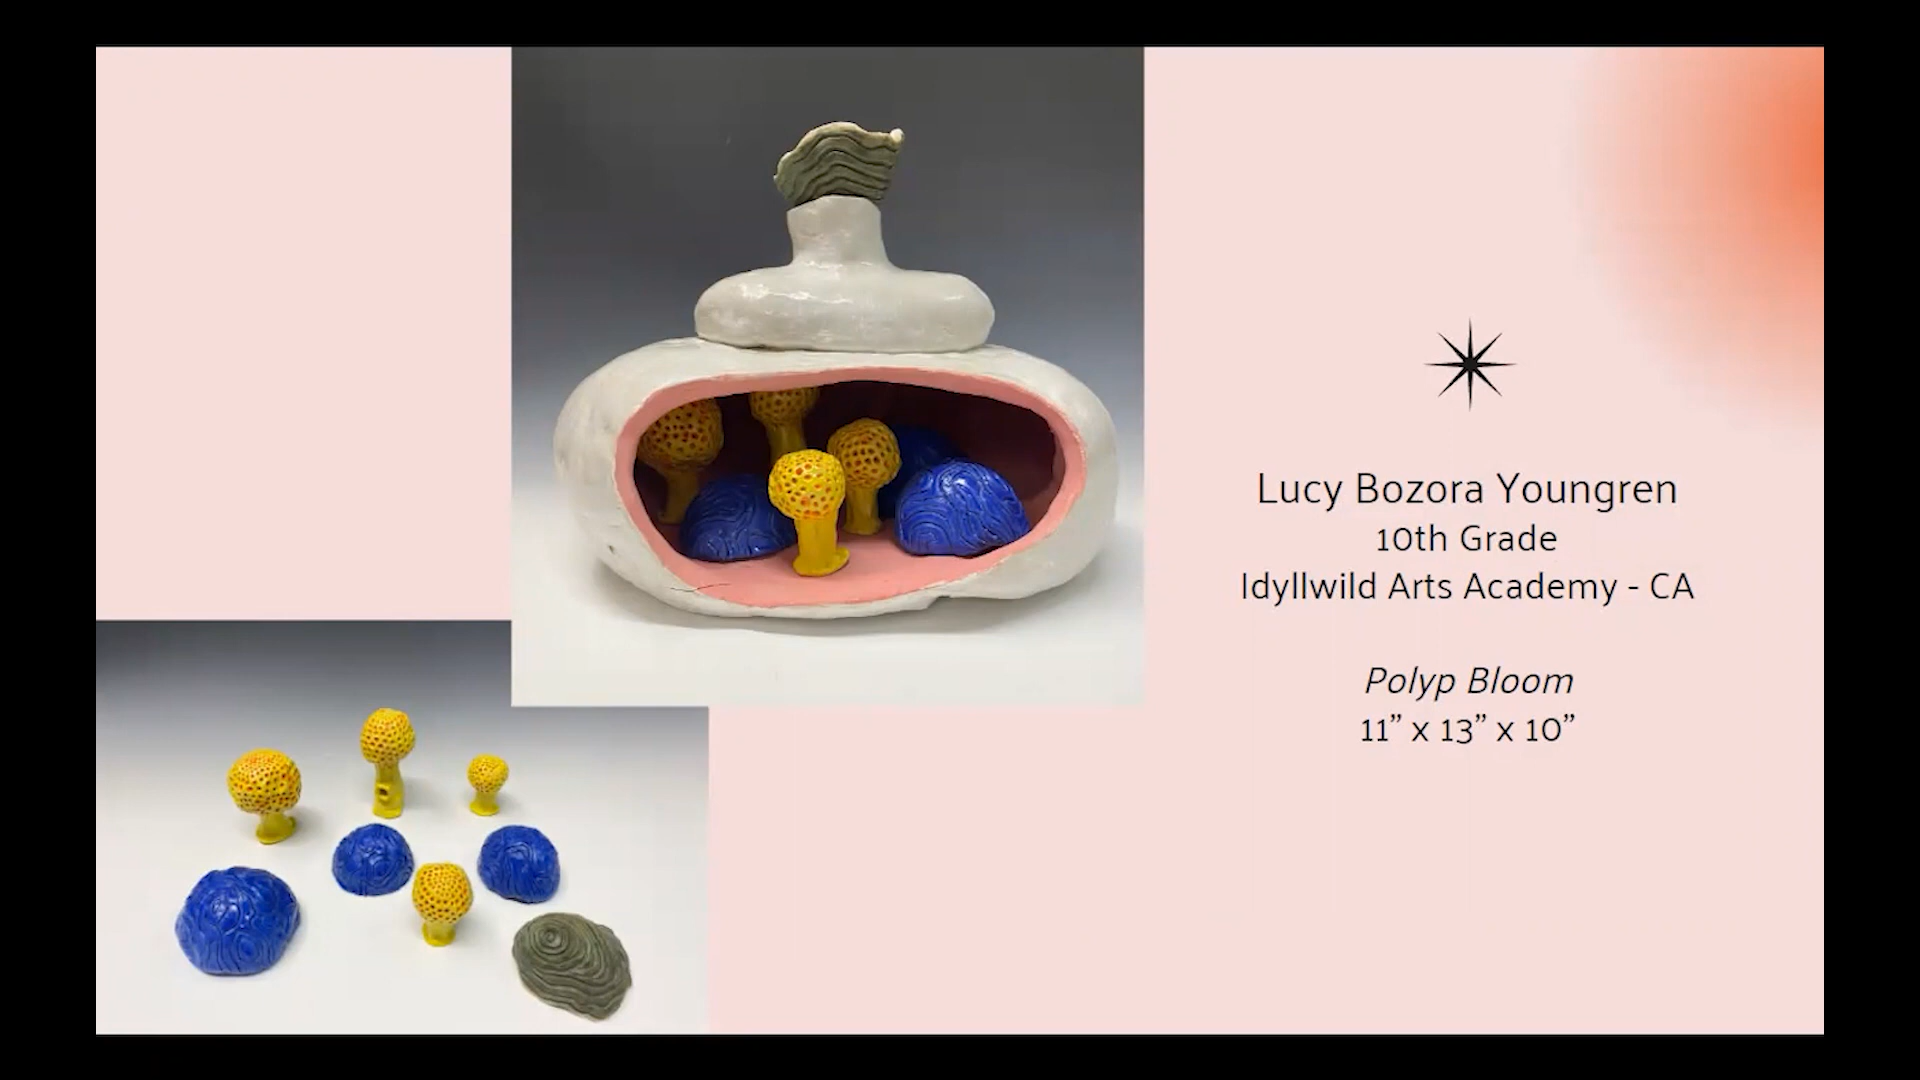 Lucy Bozora Youngren
10th Grade
Idyllwild Arts Academy - CA
Polyp Bloom
11” x 13” x 10”